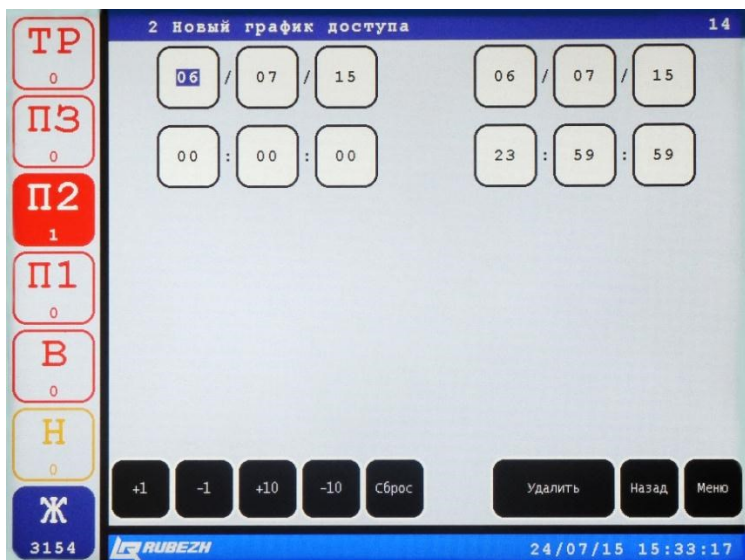 2 Новый график доступа 14
ТР
0
ПЗ
0
П2
1
П1
0
В
0
Н
0
Ж
3154
06 / 07 / 15 06 / 07 / 15
00 : 00 : 00 23 : 59 : 59
+1 -1 +10 -10 Сброс Удалить Назад Меню
RUBEZH 24/07/15 15:33:17